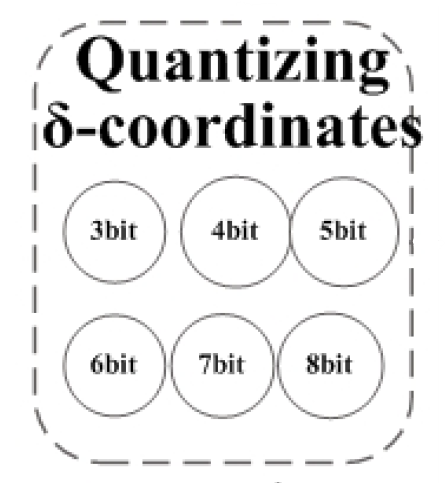 Quantizing
δ-coordinates
3bit 4bit 5bit
6bit 7bit 8bit